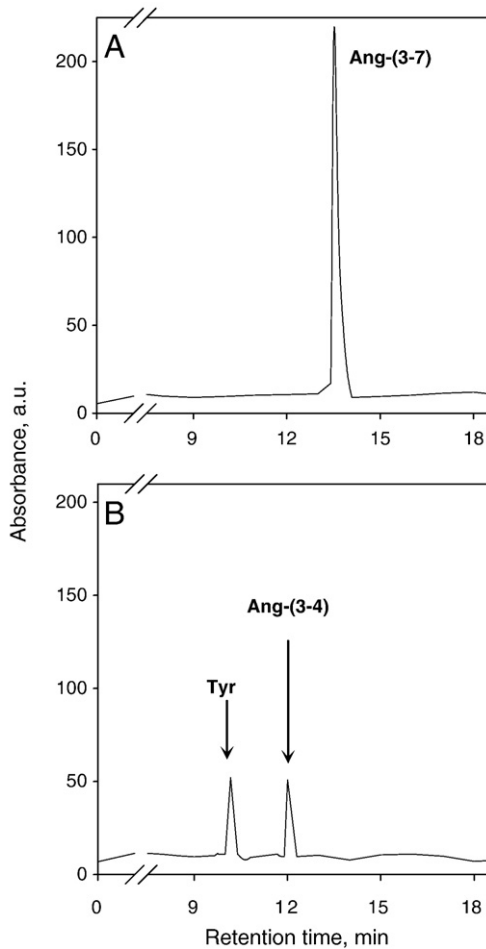 A
Ang-(3-7)
200
150
100
50
0
0 9 12 15 18
Absorbance, a.u.
B
200
Ang-(3-4)
150
Tyr
100
50
0
0 9 12 15 18
Retention time, min